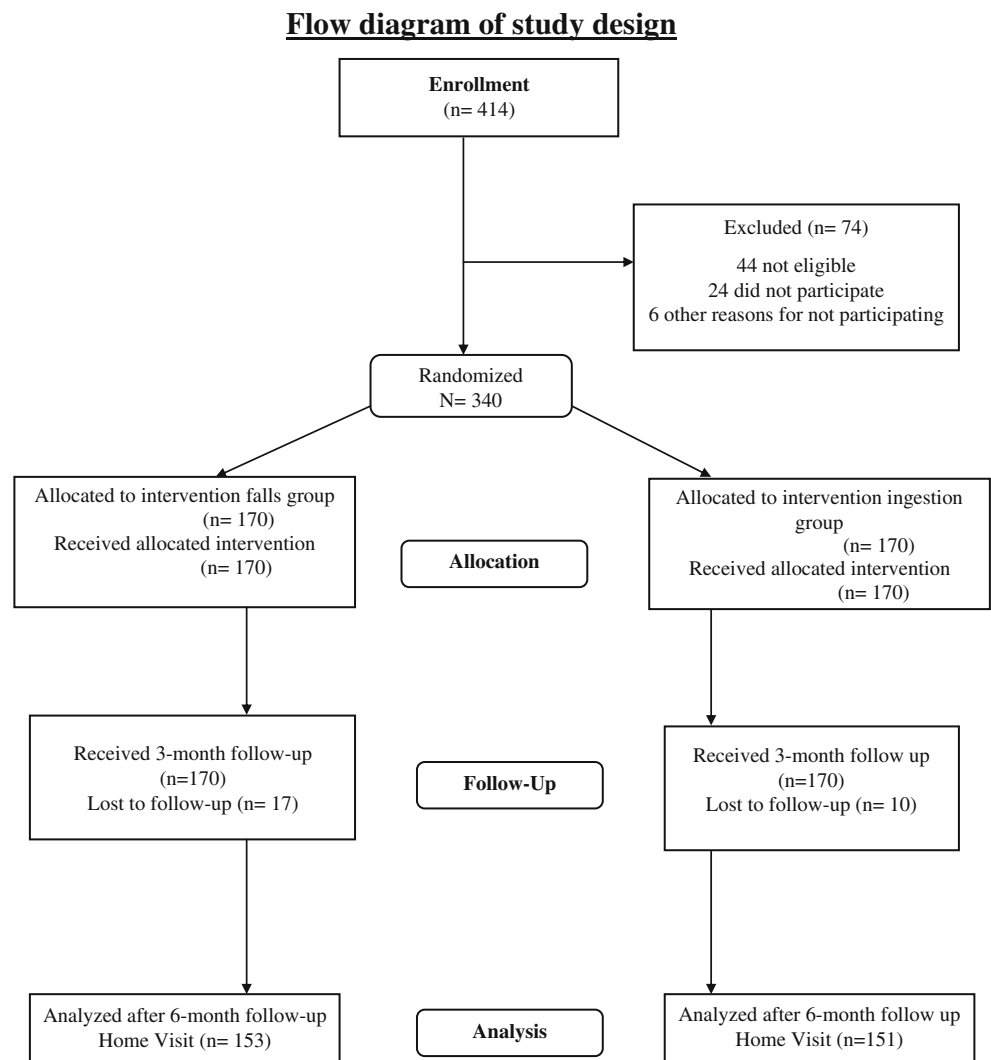 Flow diagram of study design
Enrollment
(n= 414)
Excluded (n= 74)
44 not eligible
24 did not participate
6 other reasons for not participating
Randomized
N= 340
Allocated to intervention falls group
(n= 170)
Received allocated intervention
(n= 170)
Allocation
Allocated to intervention ingestion
group
(n= 170)
Received allocated intervention
(n= 170)
Received 3-month follow-up
(n=170)
Lost to follow-up (n= 17)
Follow-Up
Received 3-month follow up
(n=170)
Lost to follow-up (n= 10)
Analyzed after 6-month follow-up
Home Visit (n= 153)
Analysis
Analyzed after 6-month follow up
Home Visit (n=151)